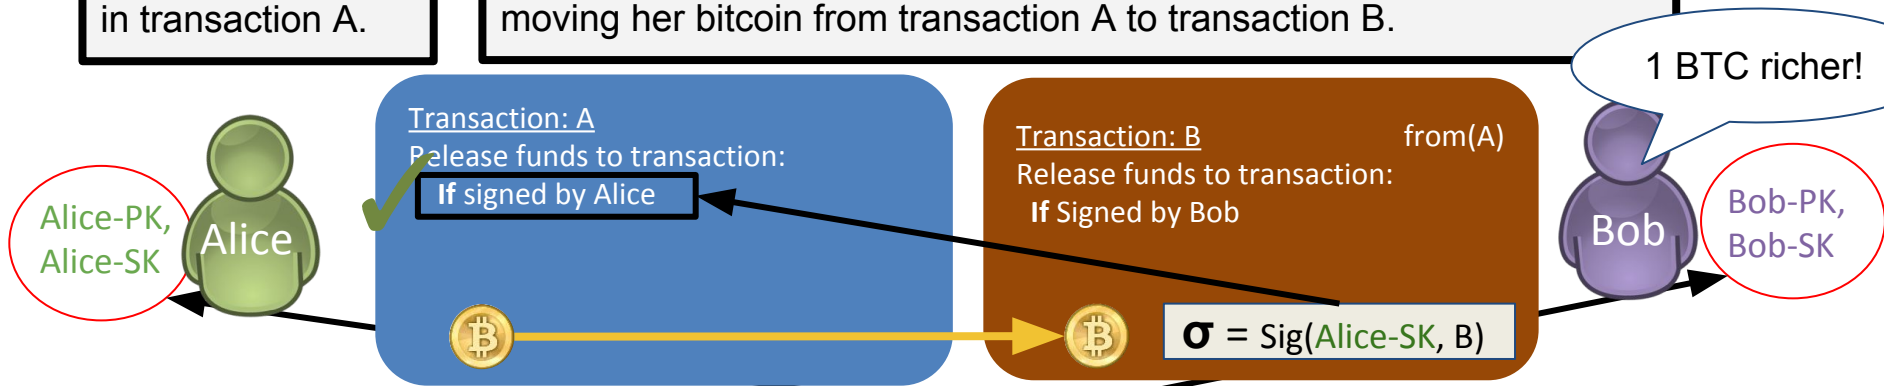 in transaction A.
moving her bitcoin from transaction A to transaction B.
1 BTC richer!
Transaction: A
Release funds to transaction:
If signed by Alice
Transaction: B from(A)
Release funds to transaction:
If Signed by Bob
Alice-PK,
Alice-SK
Alice
Bob
Bob-PK,
Bob-SK
σ = Sig(Alice-SK, B)